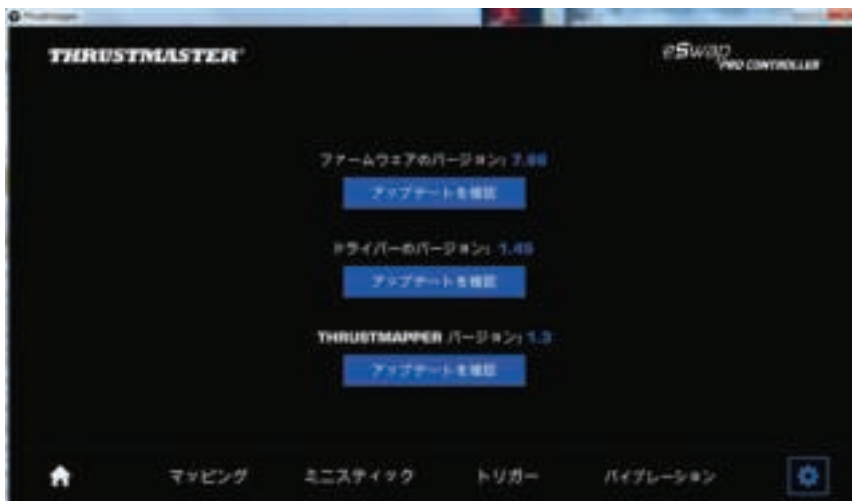 Thrustmapper
THRUSTMASTER®
eSwap
PRO CONTROLLER
ファームウェアのバージョン:
アップデートを確認
ドライバーのバージョン:
アップデートを確認
THRUSTMAPPER バージョン: 1.3
アップデートを確認
マッピング
ミニスティック
トリガー
バイブレーション